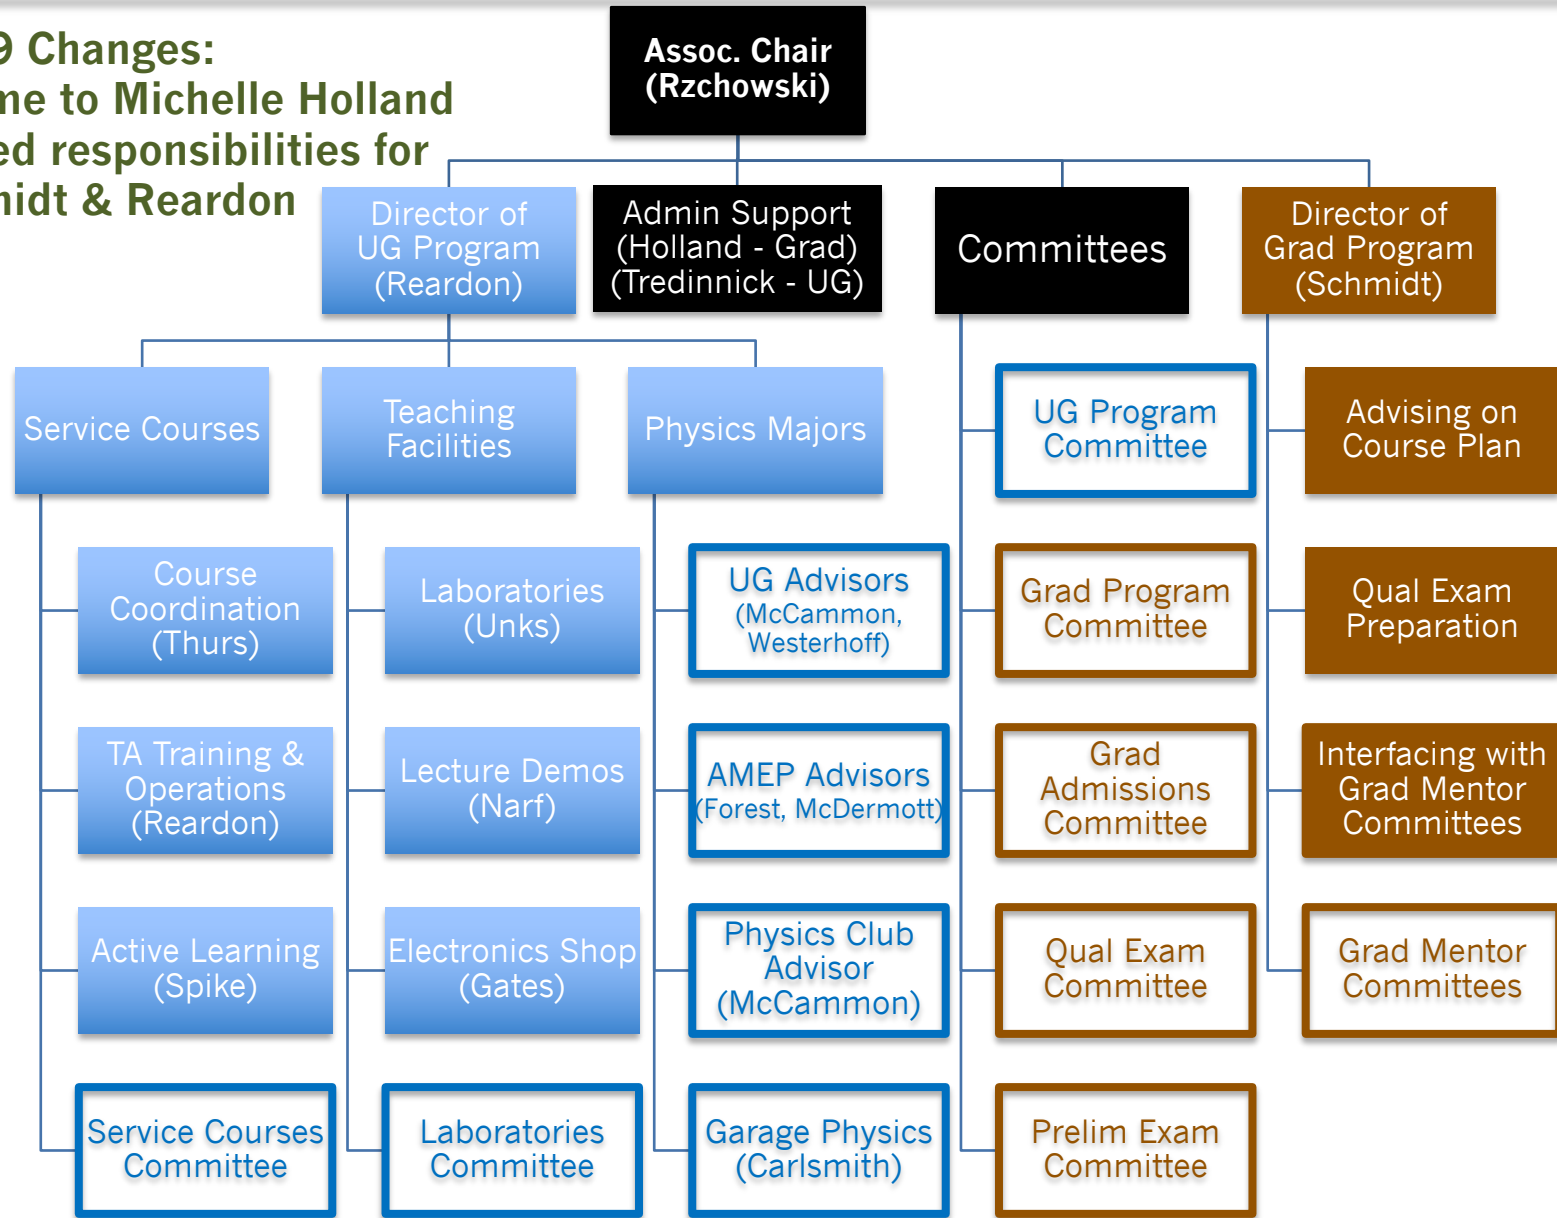 9 Changes:
to Michelle Holland
responsibilities for
& Reardon
Assoc. Chair
(Rzchowski)
Director of
UG Program
(Reardon)
Admin Support
(Holland - Grad)
(Tredinnick - UG)
Committees
Director of
Grad Program
(Schmidt)
Service Courses
Teaching
Facilities
Physics Majors
UG Program
Committee
Advising on
Course Plan
Course
Coordination
(Thurs)
Laboratories
(Unks)
UG Advisors
(McCammon,
Westerhoff)
Grad Program
Committee
Qual Exam
Preparation
TA Training &
Operations
(Reardon)
Lecture Demos
(Narf)
AMEP Advisors
(Forest, McDermott)
Grad
Admissions
Committee
Interfacing with
Grad Mentor
Committees
Active Learning
(Spike)
Electronics Shop
(Gates)
Physics Club
Advisor
(McCammon)
Qual Exam
Committee
Grad Mentor
Committees
Service Courses
Committee
Laboratories
Committee
Garage Physics
(Carlsmith)
Prelim Exam
Committee